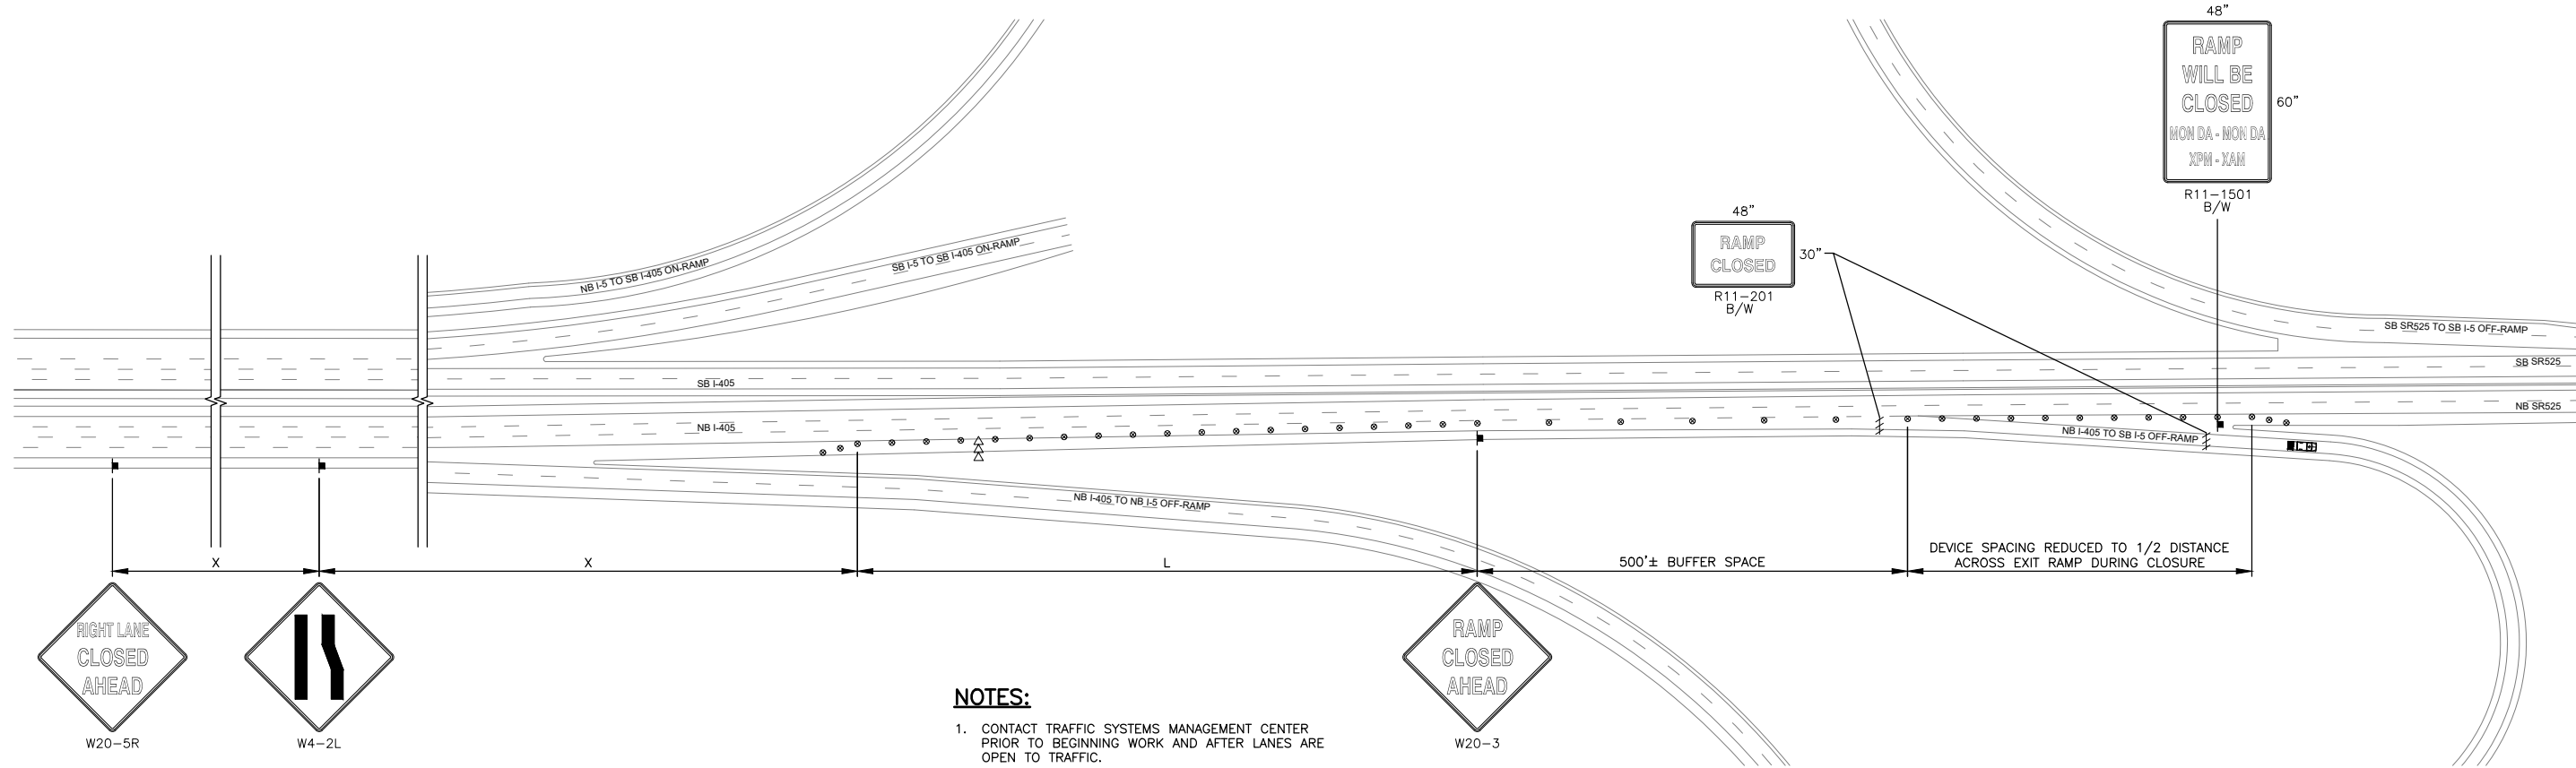 48"
RAMP
WILL BE
CLOSED
MON DA - MON DA
XPM - XAM
60"
R11-1501
B/W
48"
RAMP
CLOSED
30"
R11-201
B/W
NB I-5 TO SB I-405 ON-RAMP
SB I-5 TO SB I-405 ON-RAMP
SB SR525 TO SB I-5 OFF-RAMP
SB I-405
SB SR525
NB I-405
NB SR525
NB I-405 TO SB I-5 OFF-RAMP
NB I-405 TO NB I-5 OFF-RAMP
X
X
L
500'± BUFFER SPACE
DEVICE SPACING REDUCED TO 1/2 DISTANCE
ACROSS EXIT RAMP DURING CLOSURE
RIGHT LANE
CLOSED
AHEAD
W20-5R
W4-2L
RAMP
CLOSED
AHEAD
W20-3
NOTES:
1. CONTACT TRAFFIC SYSTEMS MANAGEMENT CENTER
PRIOR TO BEGINNING WORK AND AFTER LANES ARE
OPEN TO TRAFFIC.